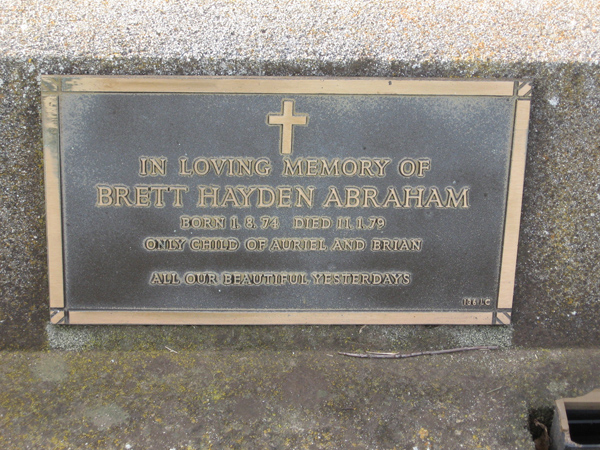 IN LOVING MEMORY OF
BRETT HAYDEN ABRAHAM
BORN 1.8.74 DIED 11.1.79
ONLY CHILD OF AURIEL AND BRIAN
ALL OUR BEAUTIFUL YESTERDAYS